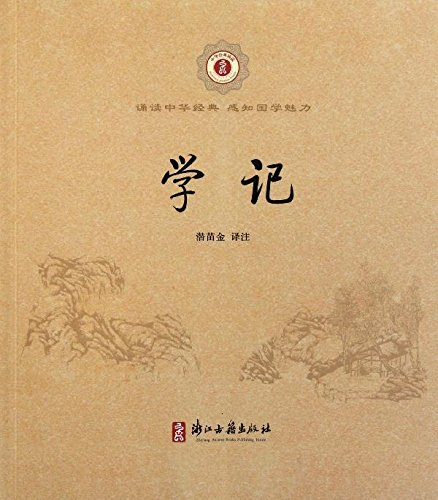 诵读中华经典 感知国学魅力
学记
潜苗金 译注
浙江古籍出版社
Zhejiang Ancient Books Publishing House